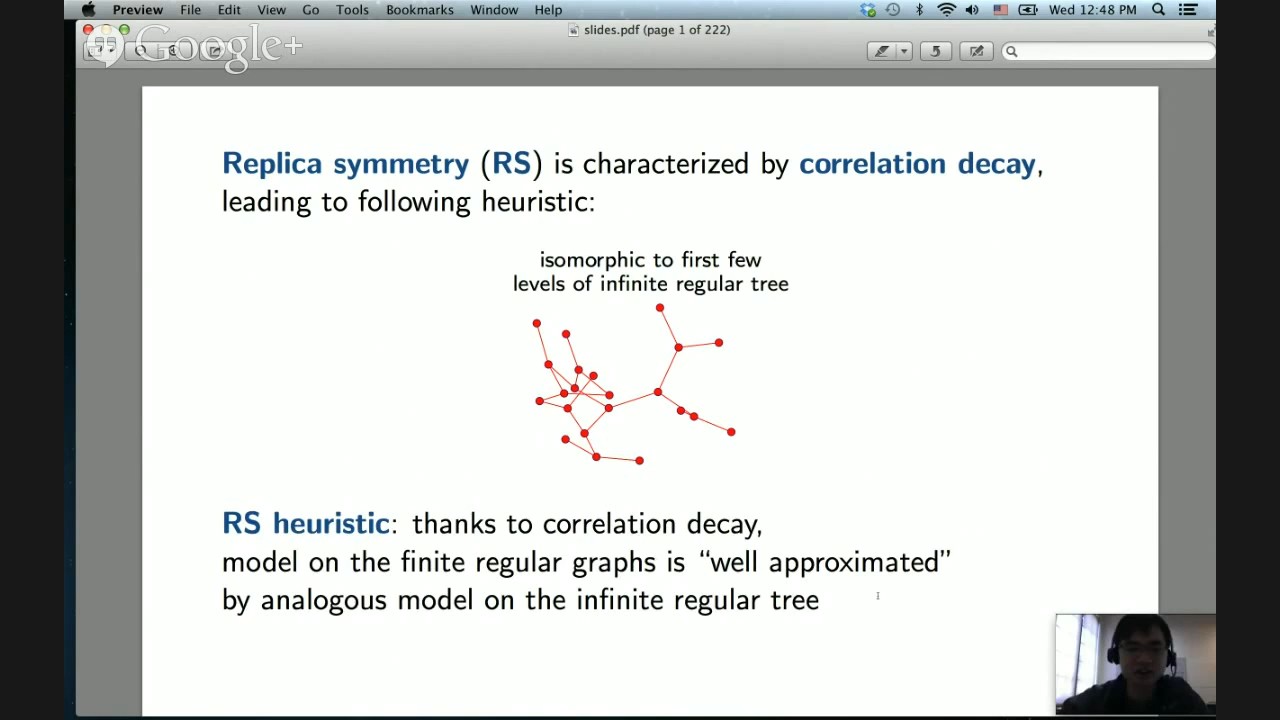 Preview File Edit View Go Tools Bookmarks Window Help Wed 12:48 PM
slides.pdf (page 1 of 222)
Google+
Replica symmetry (RS) is characterized by correlation decay,
leading to following heuristic:
isomorphic to first few
levels of infinite regular tree
RS heuristic: thanks to correlation decay,
model on the finite regular graphs is “well approximated”
by analogous model on the infinite regular tree